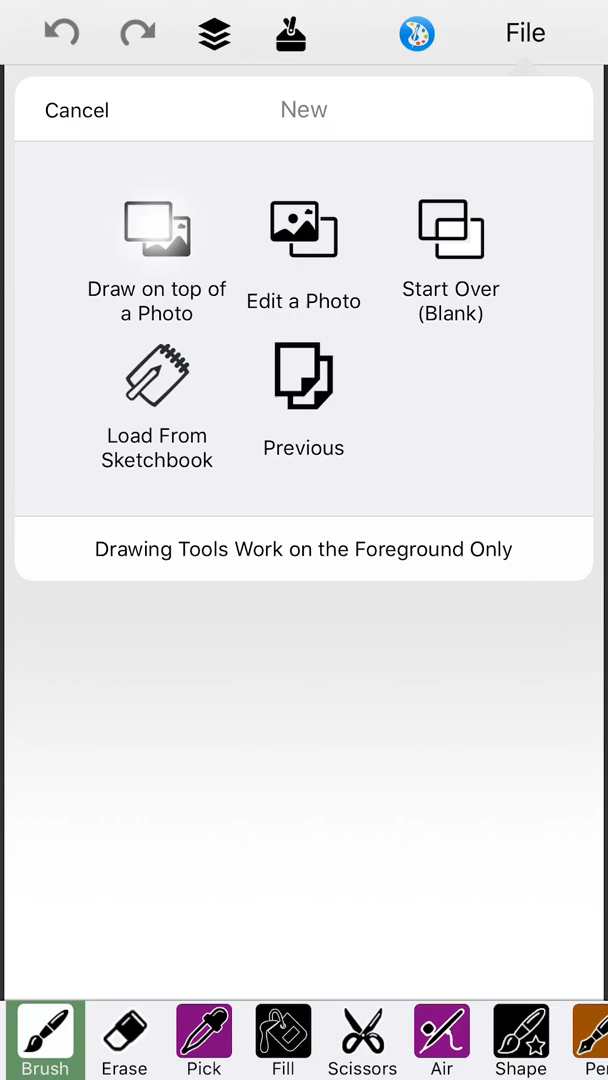 File
Cancel
New
Draw on top of
a Photo
Edit a Photo
Start Over
(Blank)
Load From
Sketchbook
Previous
Drawing Tools Work on the Foreground Only
Brush
Erase
Pick
Fill
Scissors
Air
Shape
Pen